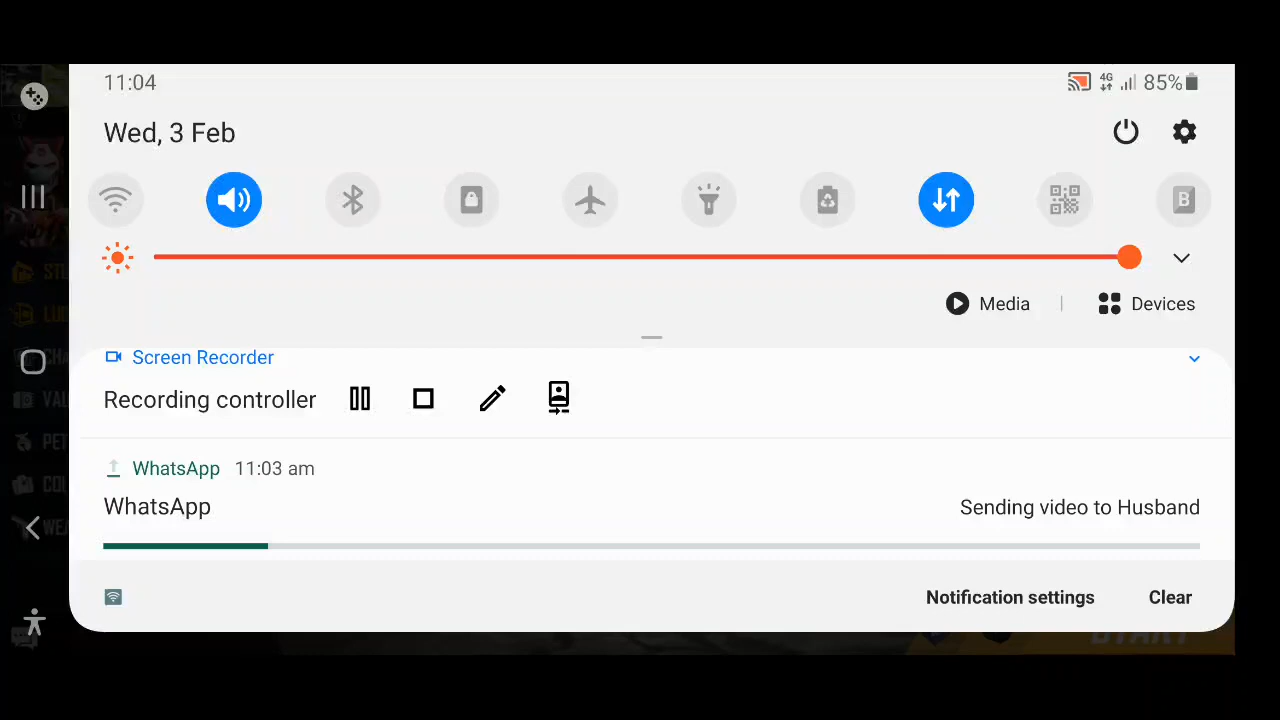 11:04
4G
85%
Wed, 3 Feb
B
Media
Devices
Screen Recorder
Recording controller
WhatsApp 11:03 am
WhatsApp
Sending video to Husband
Notification settings
Clear
START